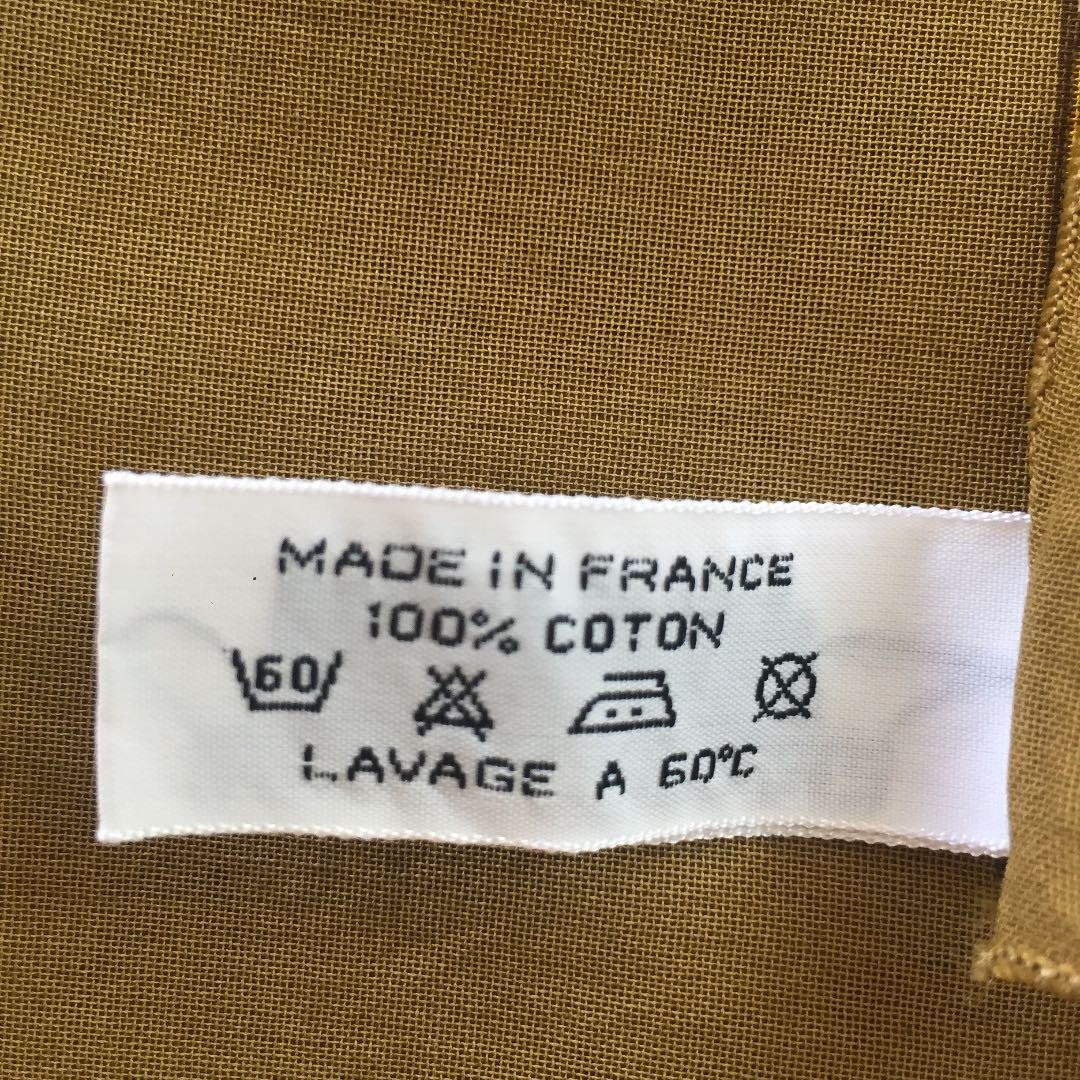 MADE IN FRANCE
100% COTON
60
LAVAGE A 60°C